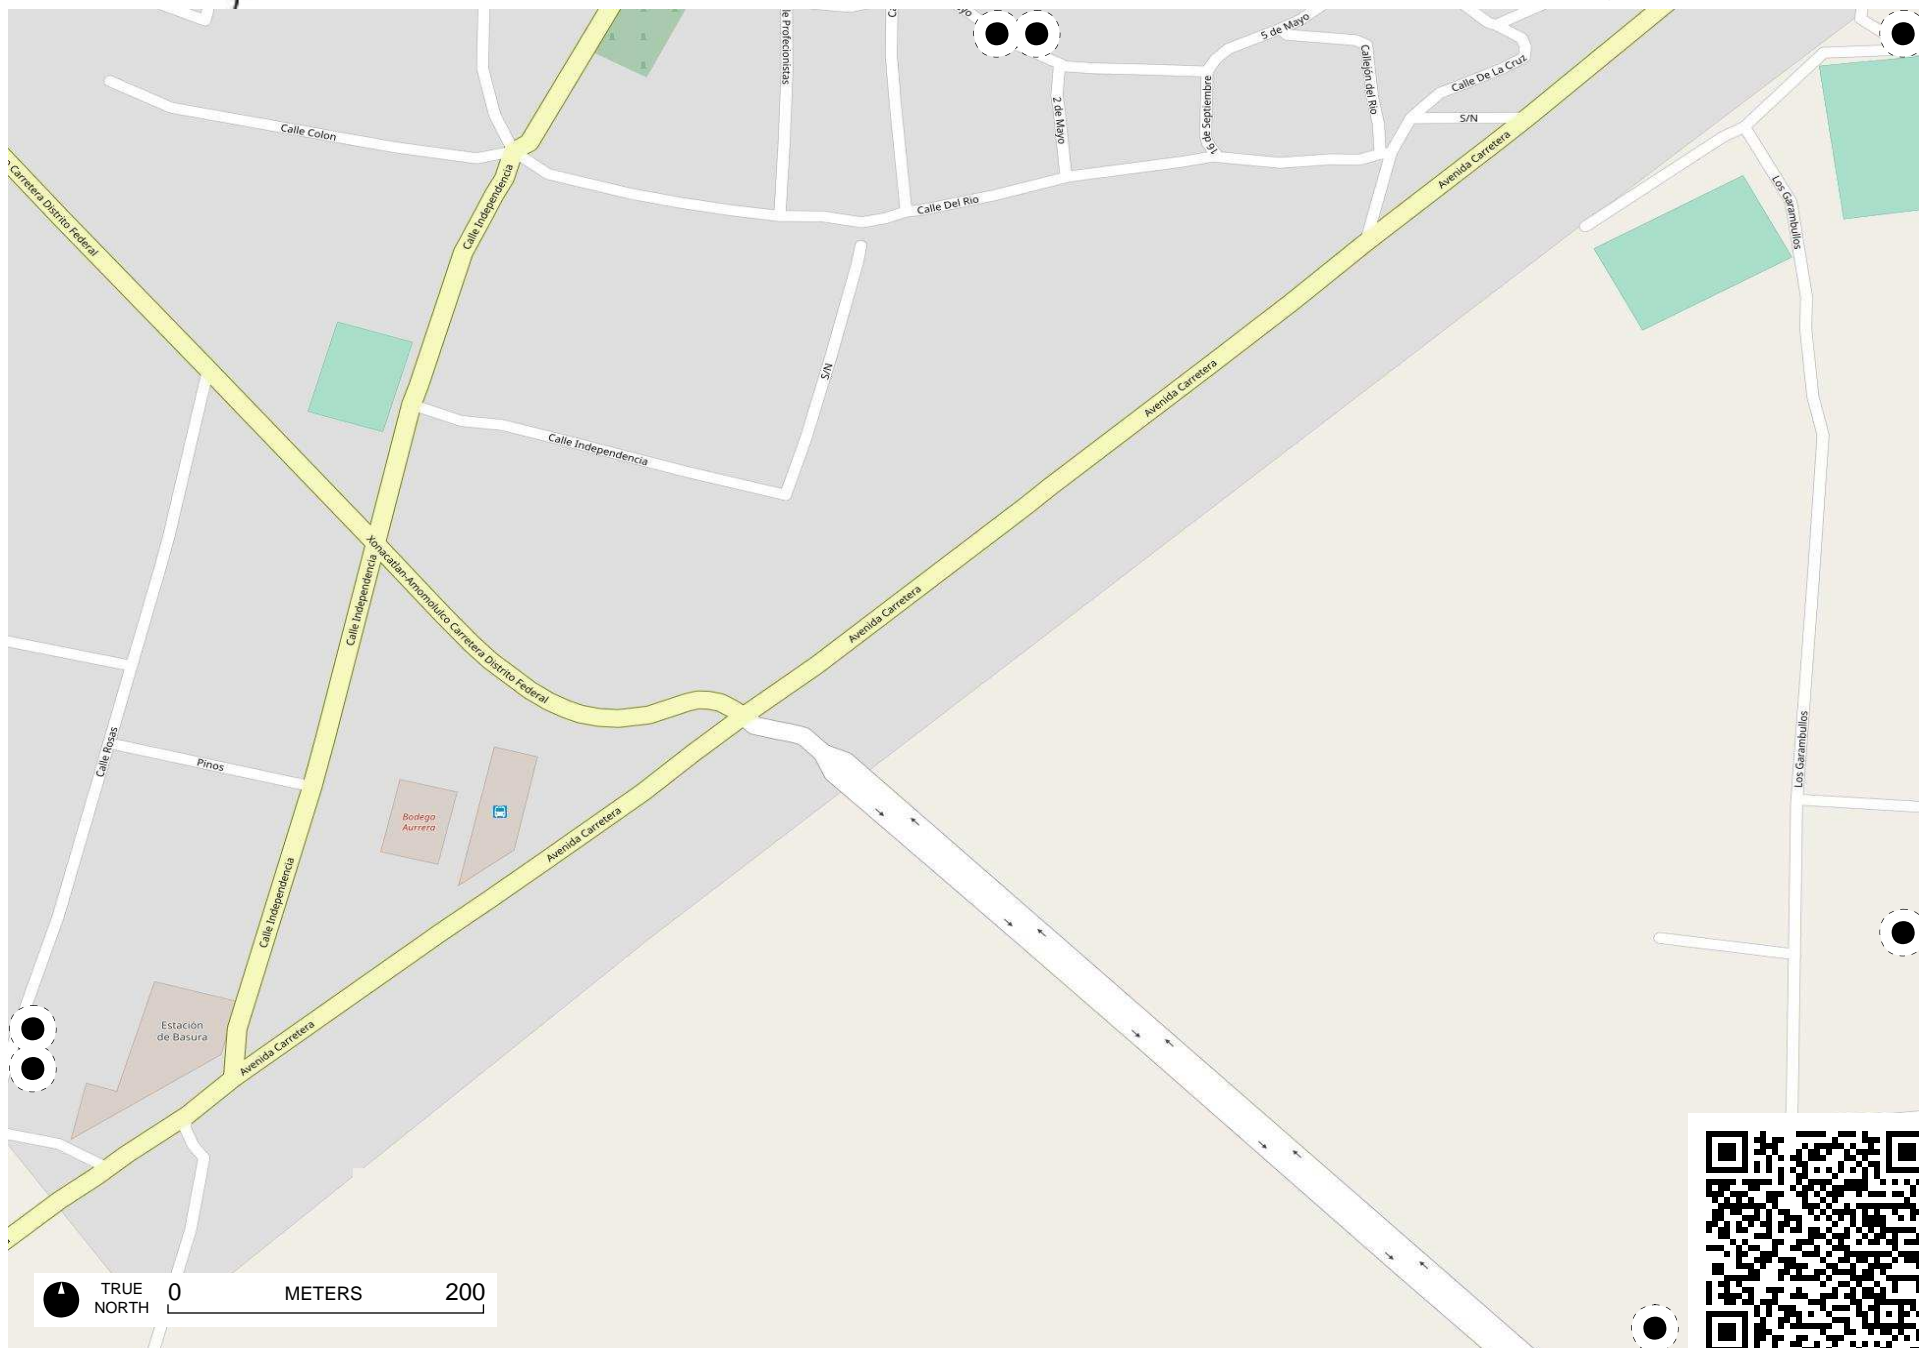 5 de Mayo
Profecionistas
Calle Colon
2 de Mayo
16 de Septiembre
Callejón del Rio
Calle De La Cruz
S/N
Avenida Carretera
Carretera Distrito Federal
Calle Independencia
Calle Del Rio
Los Garambullos
S/N
Avenida Carretera
Calle Independencia
Xonacatlan-Amomolulco Carretera Distrito Federal
Calle Independencia
Avenida Carretera
Calle Rosas
Pinos
Los Garambullos
Bodega
Aurrera
Avenida Carretera
Calle Independencia
Estación
de Basura
Avenida Carretera
TRUE
NORTH
0 METERS 200